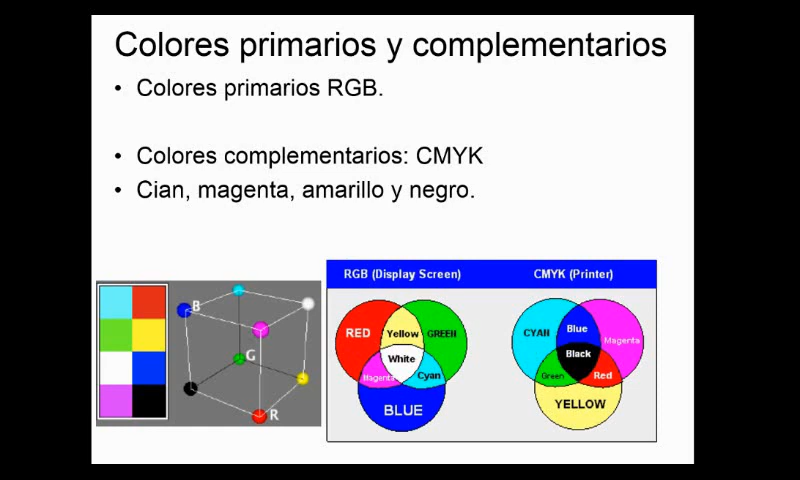 Colores primarios y complementarios
• Colores primarios RGB.
• Colores complementarios: CMYK
• Cian, magenta, amarillo y negro.
B
G
R
RGB (Display Screen)
RED
Yellow
GREEN
White
Magenta
Cyan
BLUE
CMYK (Printer)
CYAN
Blue
Magenta
Black
Green
Red
YELLOW